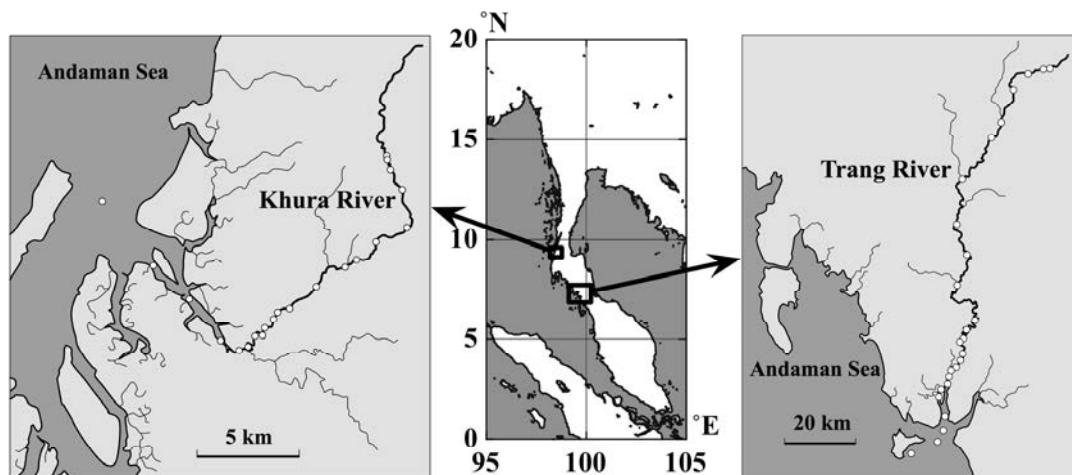 Andaman Sea
Khura River
5 km
°N
20
15
10
5
0
95
100
105
°E
Trang River
Andaman Sea
20 km